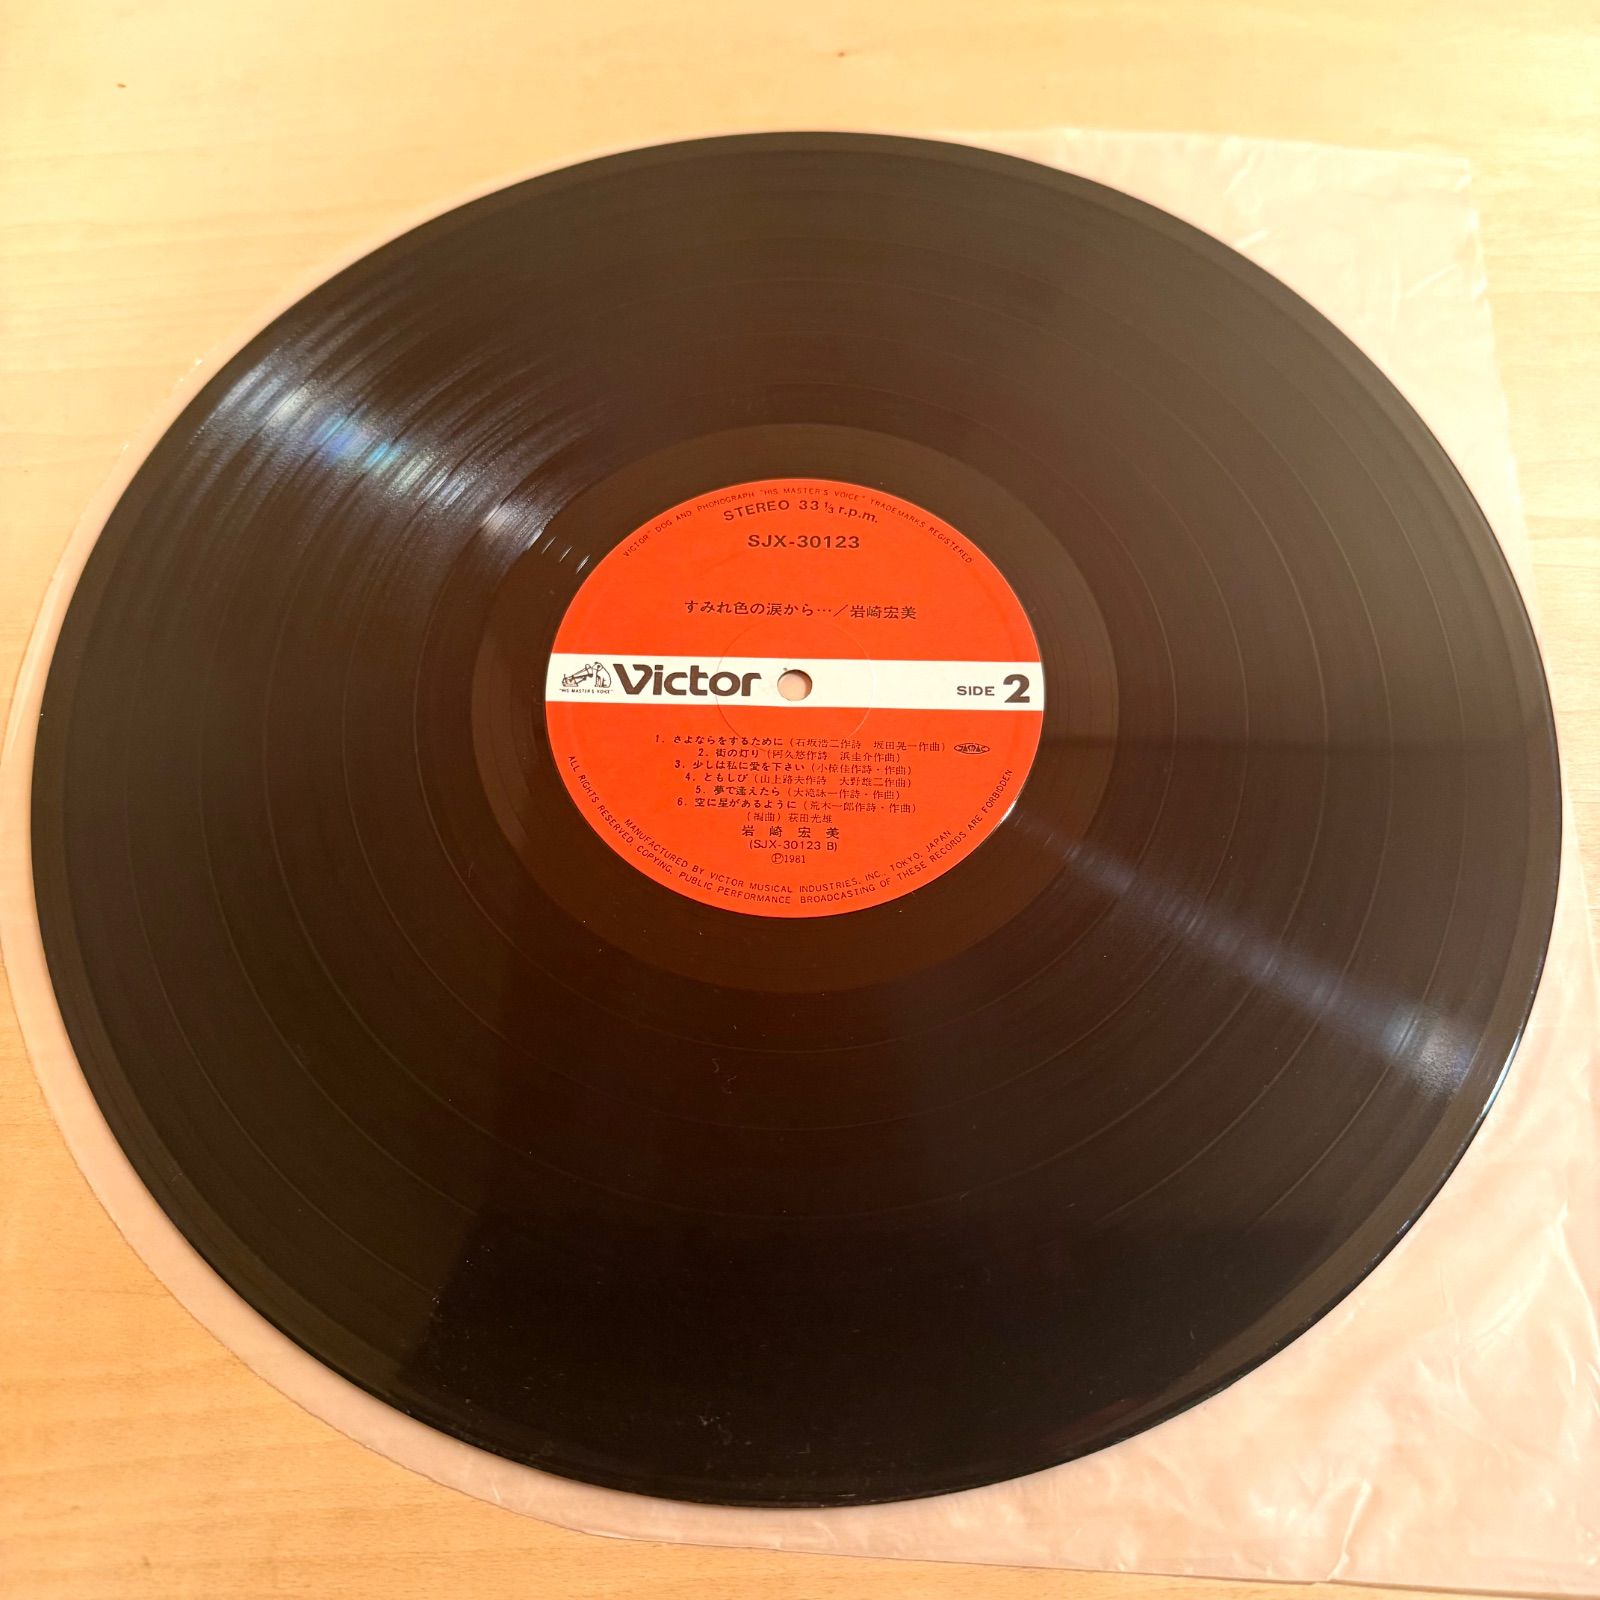 "VICTOR" DOG AND PHONOGRAPH "HIS MASTER'S VOICE" TRADEMARKS REGISTERED
STEREO 33 1/3 r.p.m.
SJX-30123
すみれ色の涙から…／岩崎宏美
"HIS MASTER'S VOICE"
Victor
SIDE 2
1. さよならをするために (石坂浩二作詩 坂田晃一作曲)
JASRAC
2. 街の灯り (阿久悠作詩 浜圭介作曲)
3. 少しは私に愛を下さい (小椋佳作詩・作曲)
4. ともしび (山上路夫作詩 大野雄二作曲)
5. 夢で逢えたら (大滝詠一作詩・作曲)
6. 空に星があるように (荒木一郎作詩・作曲)
(編曲) 萩田光雄
岩崎宏美
(SJX-30123 B)
Ⓟ1981
MANUFACTURED BY VICTOR MUSICAL INDUSTRIES, INC., TOKYO, JAPAN
ALL RIGHTS RESERVED. COPYING, PUBLIC PERFORMANCE BROADCASTING OF THESE RECORDS ARE FORBIDDEN